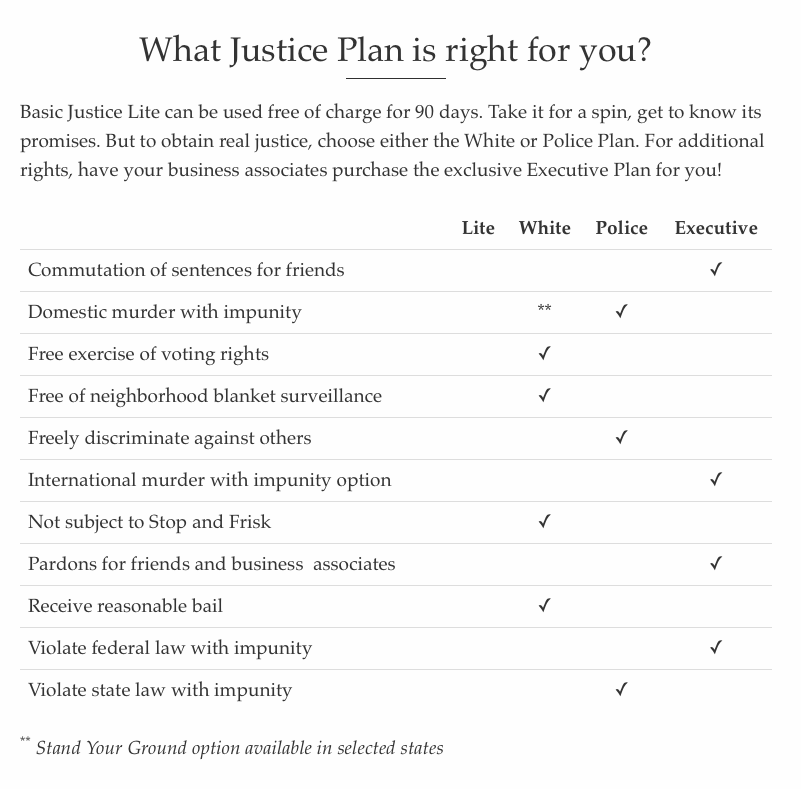 What Justice Plan is right for you?
Basic Justice Lite can be used free of charge for 90 days. Take it for a spin, get to know its
promises. But to obtain real justice, choose either the White or Police Plan. For additional
rights, have your business associates purchase the exclusive Executive Plan for you!
Lite White Police Executive
Commutation of sentences for friends ✓
Domestic murder with impunity ** ✓
Free exercise of voting rights ✓
Free of neighborhood blanket surveillance ✓
Freely discriminate against others ✓
International murder with impunity option ✓
Not subject to Stop and Frisk ✓
Pardons for friends and business  associates ✓
Receive reasonable bail ✓
Violate federal law with impunity ✓
Violate state law with impunity ✓
** Stand Your Ground option available in selected states